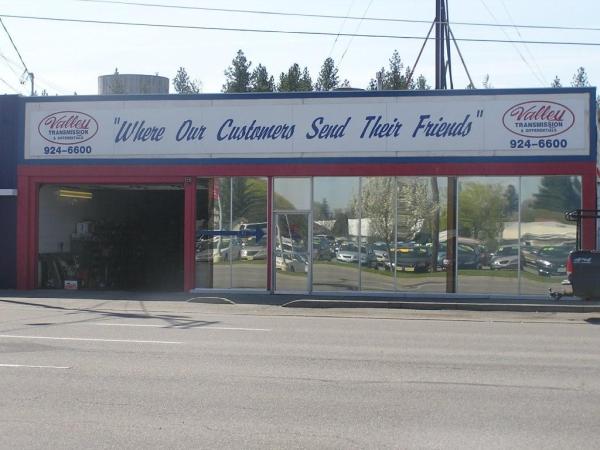 Valley
TRANSMISSION
& DIFFERENTIALS
924-6600
"Where Our Customers Send Their Friends"
Valley
TRANSMISSION
& DIFFERENTIALS
924-6600